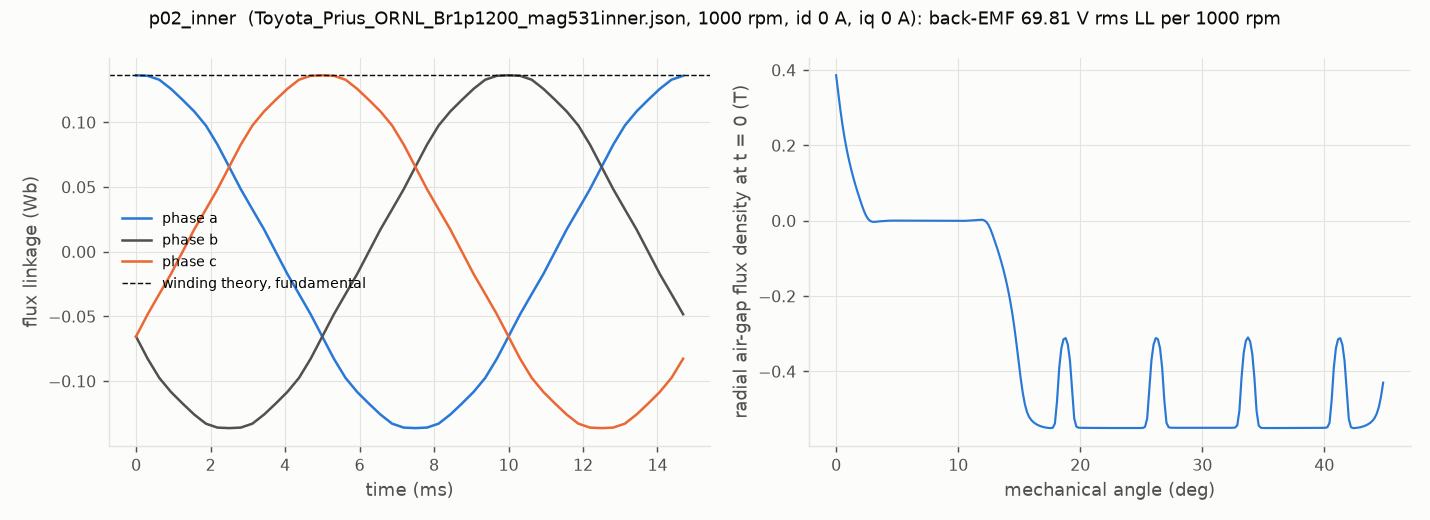 p02_inner  (Toyota_Prius_ORNL_Br1p1200_mag531inner.json, 1000 rpm, id 0 A, iq 0 A): back-EMF 69.81 V rms LL per 1000 rpm
flux linkage (Wb)
0.10
0.05
0.00
−0.05
−0.10
phase a
phase b
phase c
winding theory, fundamental
0
2
4
6
8
10
12
14
time (ms)
radial air-gap flux density at t = 0 (T)
0.4
0.2
0.0
−0.2
−0.4
0
10
20
30
40
mechanical angle (deg)